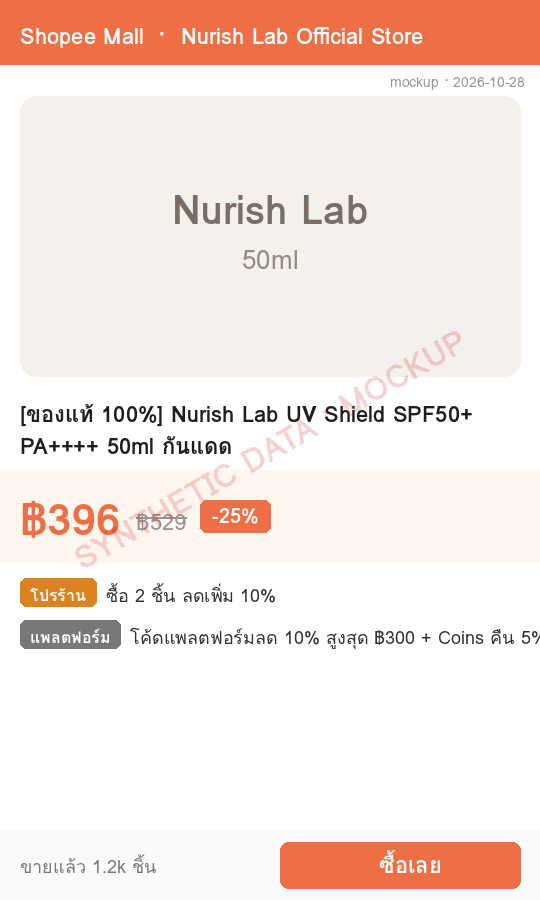 Shopee Mall · Nurish Lab Official Store
mockup · 2026-10-28
Nurish Lab
50ml
SYNTHETIC DATA · MOCKUP
[ของแท้ 100%] Nurish Lab UV Shield SPF50+
PA++++ 50ml กันแดด
฿396 ฿529 -25%
โปรร้าน ซื้อ 2 ชิ้น ลดเพิ่ม 10%
แพลตฟอร์ม โค้ดแพลตฟอร์มลด 10% สูงสุด ฿300 + Coins คืน 5%
ขายแล้ว 1.2k ชิ้น ซื้อเลย